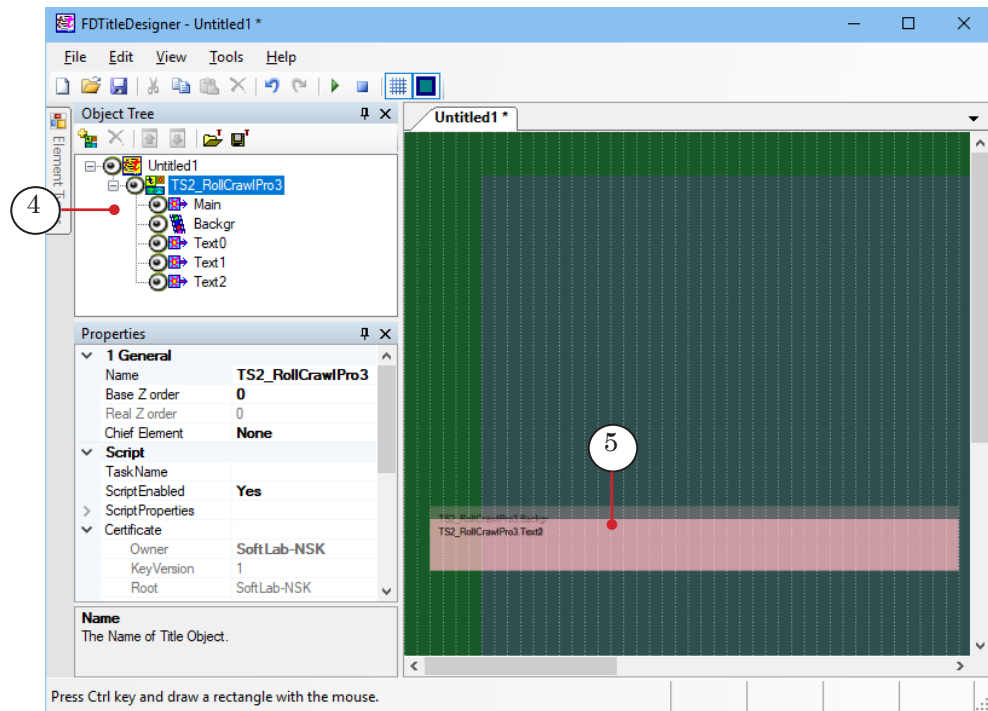 FDTitleDesigner - Untitled1 *
File Edit View Tools Help
Object Tree
Untitled1 *
Untitled1
TS2_RollCrawlPro3
4
Main
Backgr
Text0
Text1
Text2
Properties
1 General
Name TS2_RollCrawlPro3
Base Z order 0
Real Z order 0
Chief Element None
Script
TaskName
ScriptEnabled Yes
ScriptProperties
Certificate
Owner SoftLab-NSK
KeyVersion 1
Root SoftLab-NSK
5
TS2_RollCrawlPro3.Backgr
TS2_RollCrawlPro3.Text2
Name
The Name of Title Object.
Press Ctrl key and draw a rectangle with the mouse.
Element